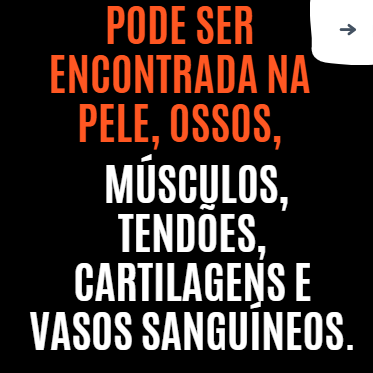 PODE SER
ENCONTRADA NA
PELE, OSSOS,
MÚSCULOS,
TENDÕES,
CARTILAGENS E
VASOS SANGUÍNEOS.